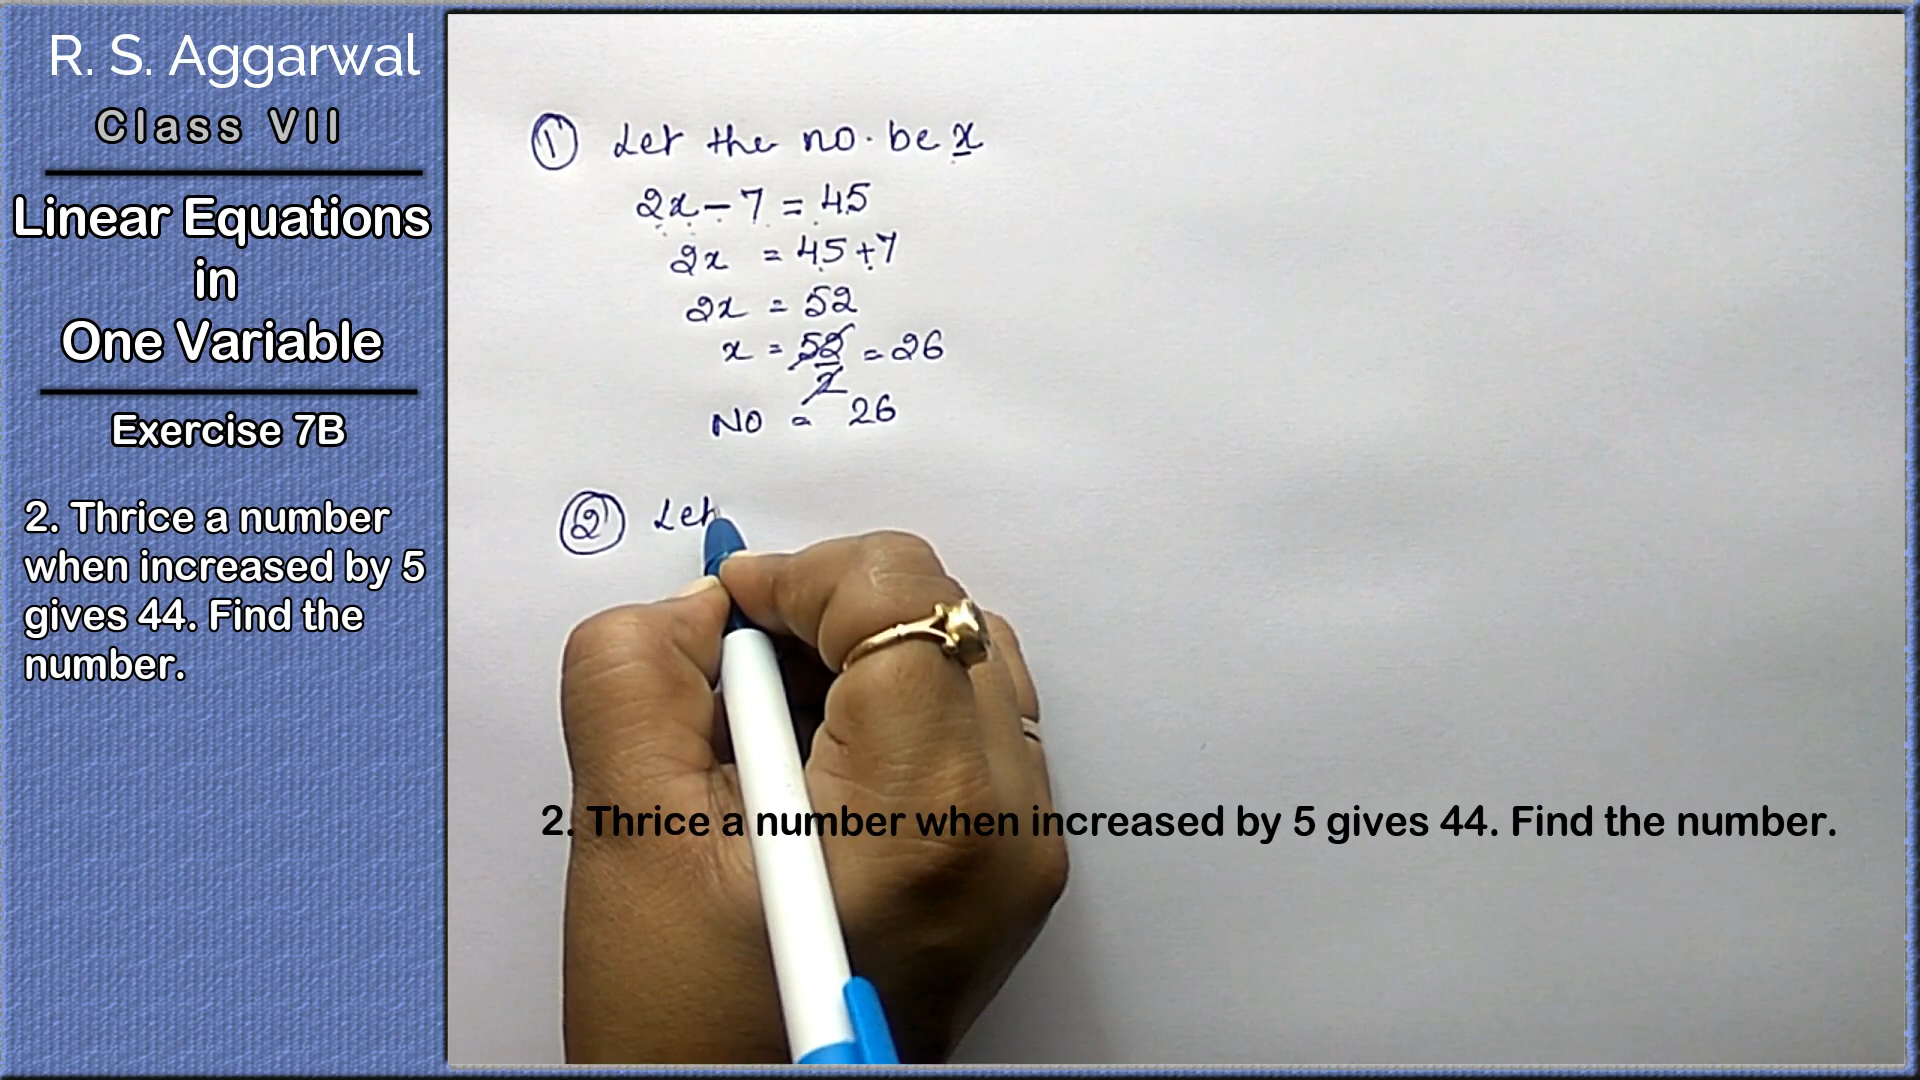 R. S. Aggarwal
Class VII
Linear Equations
in
One Variable
Exercise 7B
2. Thrice a number
when increased by 5
gives 44. Find the
number.
1 Let the no. be x
2x - 7 = 45
2x = 45 + 7
2x = 52
x = 52/2 = 26
NO = 26
2 Let
2. Thrice a number when increased by 5 gives 44. Find the number.